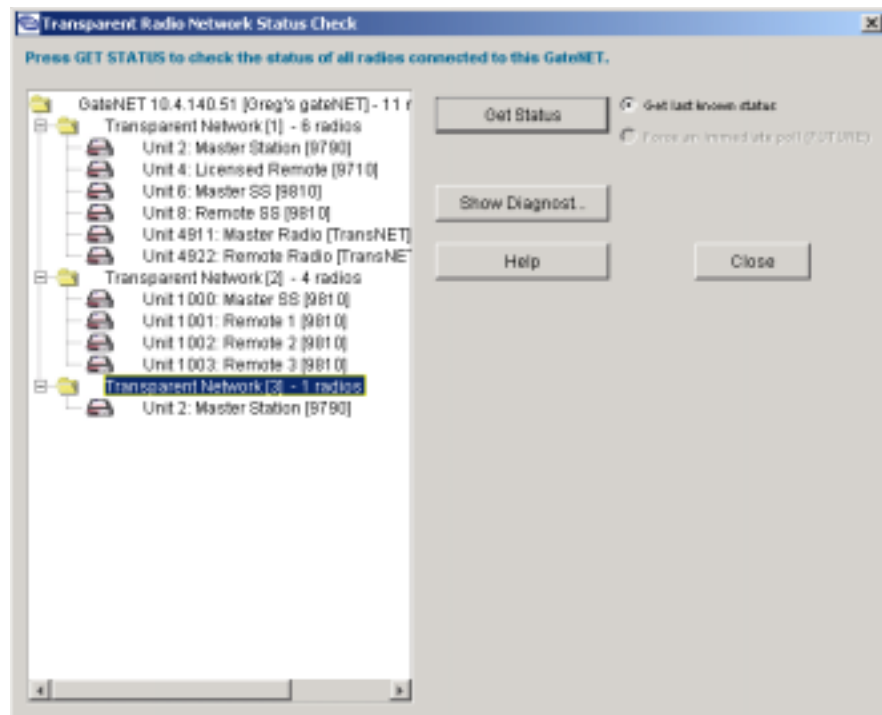 Transparent Radio Network Status Check
Press GET STATUS to check the status of all radios connected to this GateNET.
GateNET 10.4.140.51 [Greg's gateNET] - 11 r
Transparent Network [1] - 6 radios
Unit 2: Master Station [9790]
Unit 4: Licensed Remote [9710]
Unit 6: Master SS [9810]
Unit 8: Remote SS [9810]
Unit 4911: Master Radio [TransNET]
Unit 4922: Remote Radio [TransNET
Transparent Network [2] - 4 radios
Unit 1000: Master SS [9810]
Unit 1001: Remote 1 [9810]
Unit 1002: Remote 2 [9810]
Unit 1003: Remote 3 [9810]
Transparent Network [3] - 1 radios
Unit 2: Master Station [9790]
Get Status
Get last known status
Force an immediate poll (FUTURE)
Show Diagnost...
Help
Close